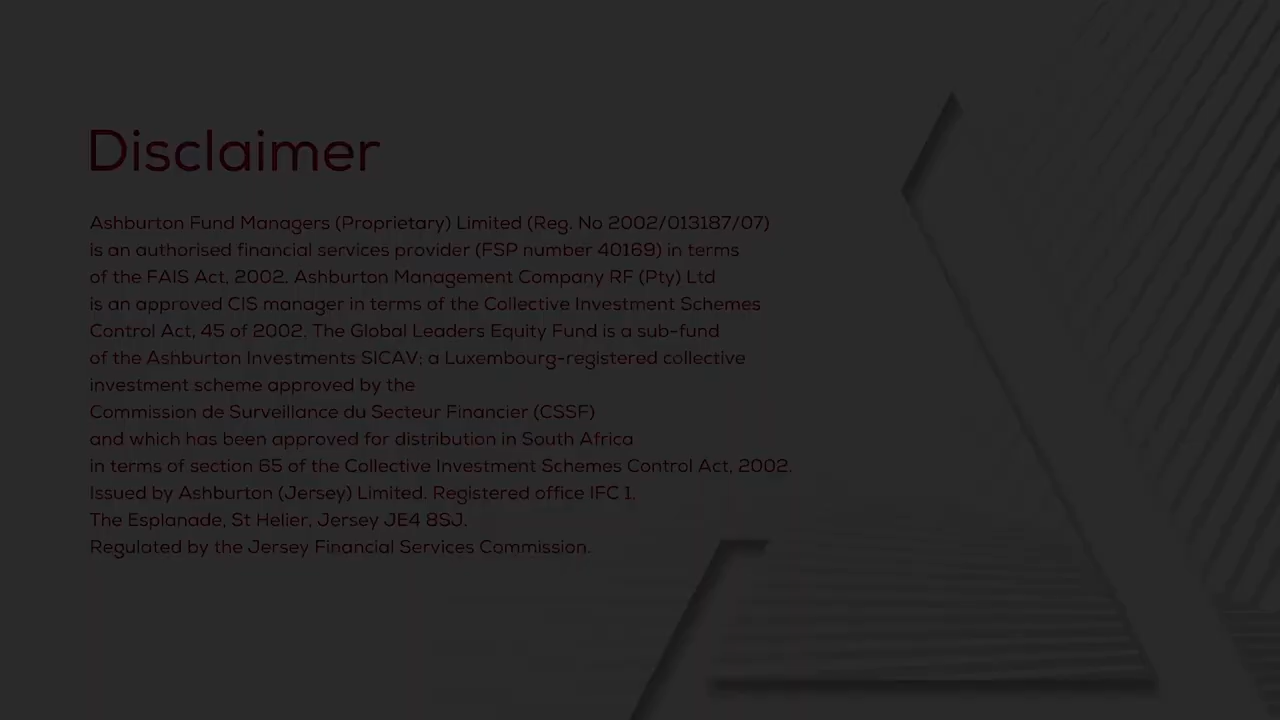 Disclaimer
Ashburton Fund Managers (Proprietary) Limited (Reg. No 2002/013187/07)
is an authorised financial services provider (FSP number 40169) in terms
of the FAIS Act, 2002. Ashburton Management Company RF (Pty) Ltd
is an approved CIS manager in terms of the Collective Investment Schemes
Control Act, 45 of 2002. The Global Leaders Equity Fund is a sub-fund
of the Ashburton Investments SICAV; a Luxembourg-registered collective
investment scheme approved by the
Commission de Surveillance du Secteur Financier (CSSF)
and which has been approved for distribution in South Africa
in terms of section 65 of the Collective Investment Schemes Control Act, 2002.
Issued by Ashburton (Jersey) Limited. Registered office IFC 1.
The Esplanade, St Helier, Jersey JE4 8SJ.
Regulated by the Jersey Financial Services Commission.